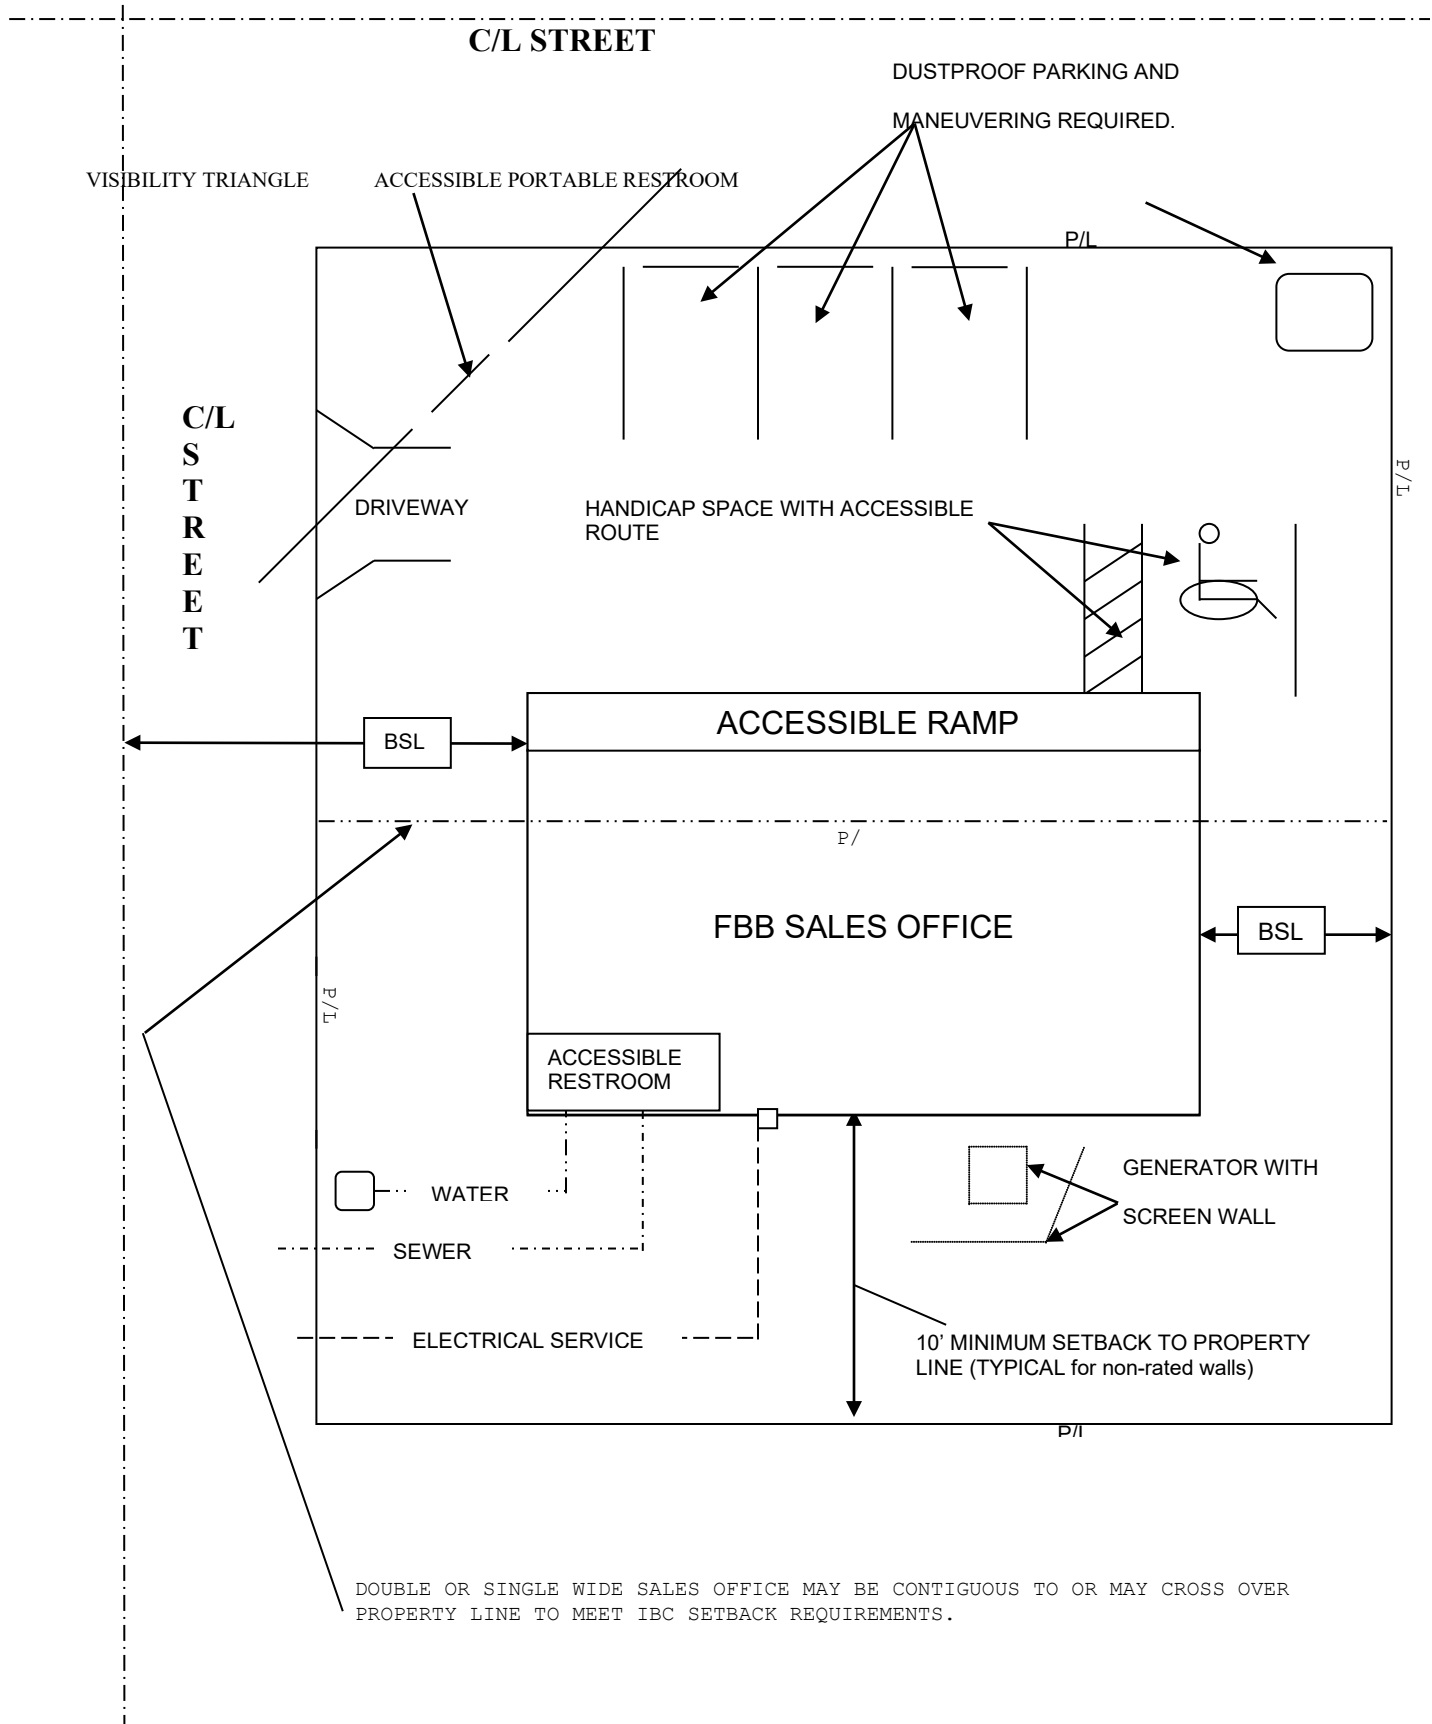 C/L STREET
DUSTPROOF PARKING AND
MANEUVERING REQUIRED.
VISIBILITY TRIANGLE
ACCESSIBLE PORTABLE RESTROOM
P/L
C/L
S
T
R
E
E
T
P/L
DRIVEWAY
HANDICAP SPACE WITH ACCESSIBLE
ROUTE
ACCESSIBLE RAMP
BSL
P/
FBB SALES OFFICE
BSL
P/L
ACCESSIBLE
RESTROOM
WATER
GENERATOR WITH
SCREEN WALL
SEWER
ELECTRICAL SERVICE
10’ MINIMUM SETBACK TO PROPERTY
LINE (TYPICAL for non-rated walls)
P/L
DOUBLE OR SINGLE WIDE SALES OFFICE MAY BE CONTIGUOUS TO OR MAY CROSS OVER
PROPERTY LINE TO MEET IBC SETBACK REQUIREMENTS.